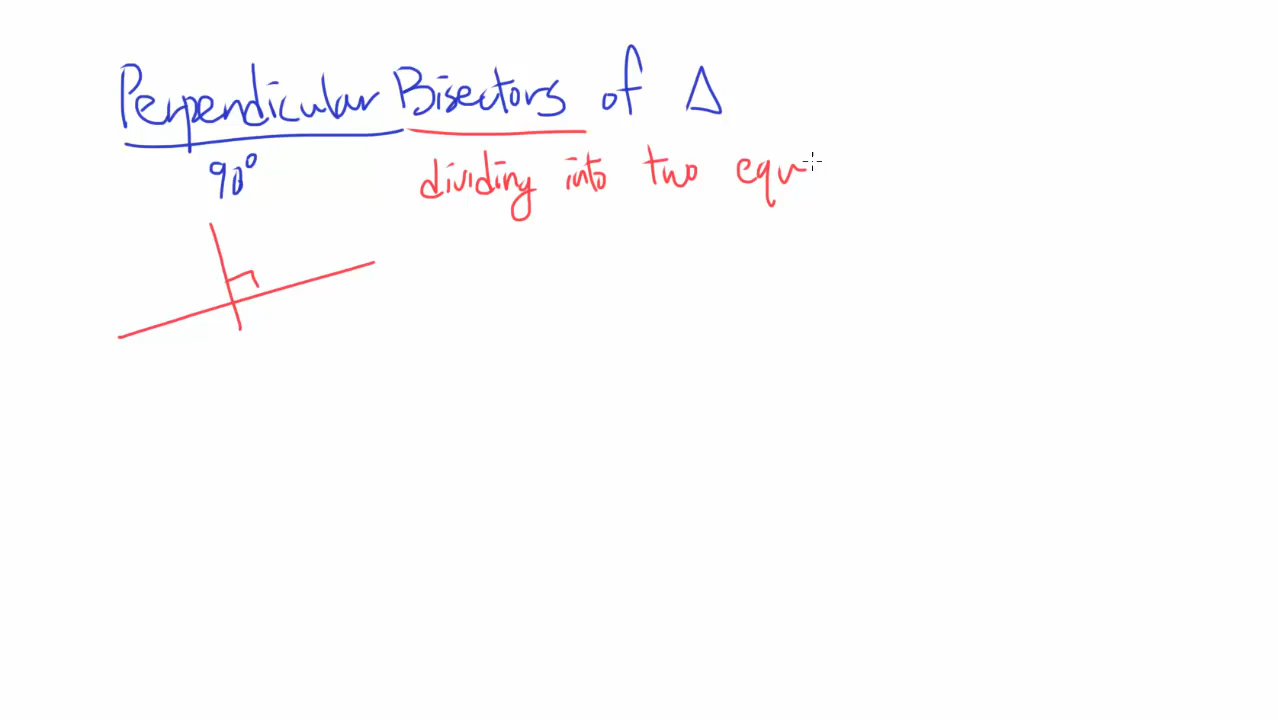 Perpendicular Bisectors of Δ
90° dividing into two equ